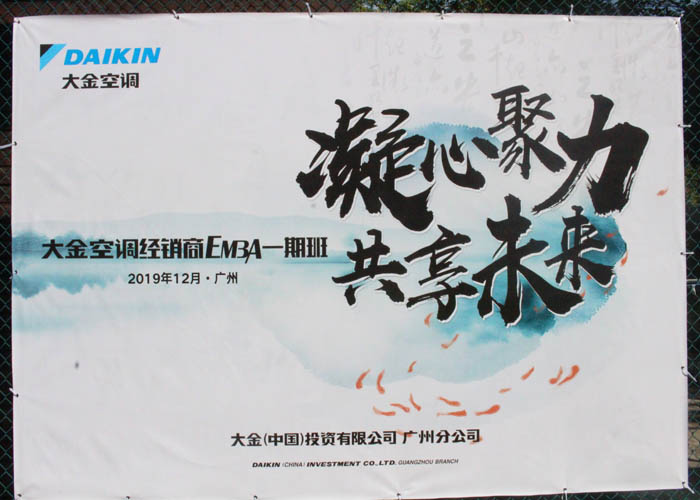 DAIKIN
大金空调
凝心聚力
共享未来
大金空调经销商EMBA一期班
2019年12月·广州
大金(中国)投资有限公司 广州分公司
DAIKIN (CHINA) INVESTMENT CO.,LTD. GUANGZHOU BRANCH